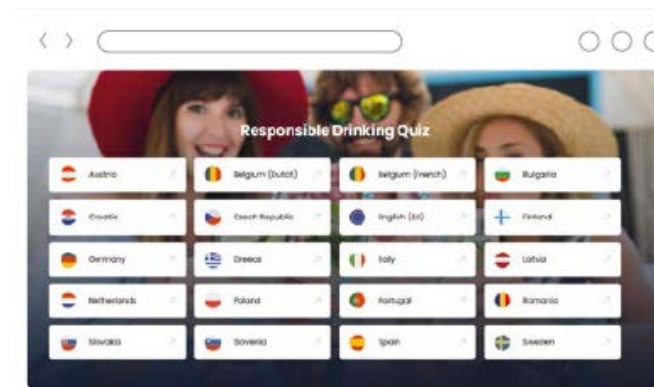 Responsible Drinking Quiz
Austria
Belgium (Dutch)
Belgium (French)
Bulgaria
Croatia
Czech Republic
English (All)
Finland
Germany
Greece
Italy
Latvia
Netherlands
Poland
Portugal
Romania
Slovakia
Slovenia
Spain
Sweden